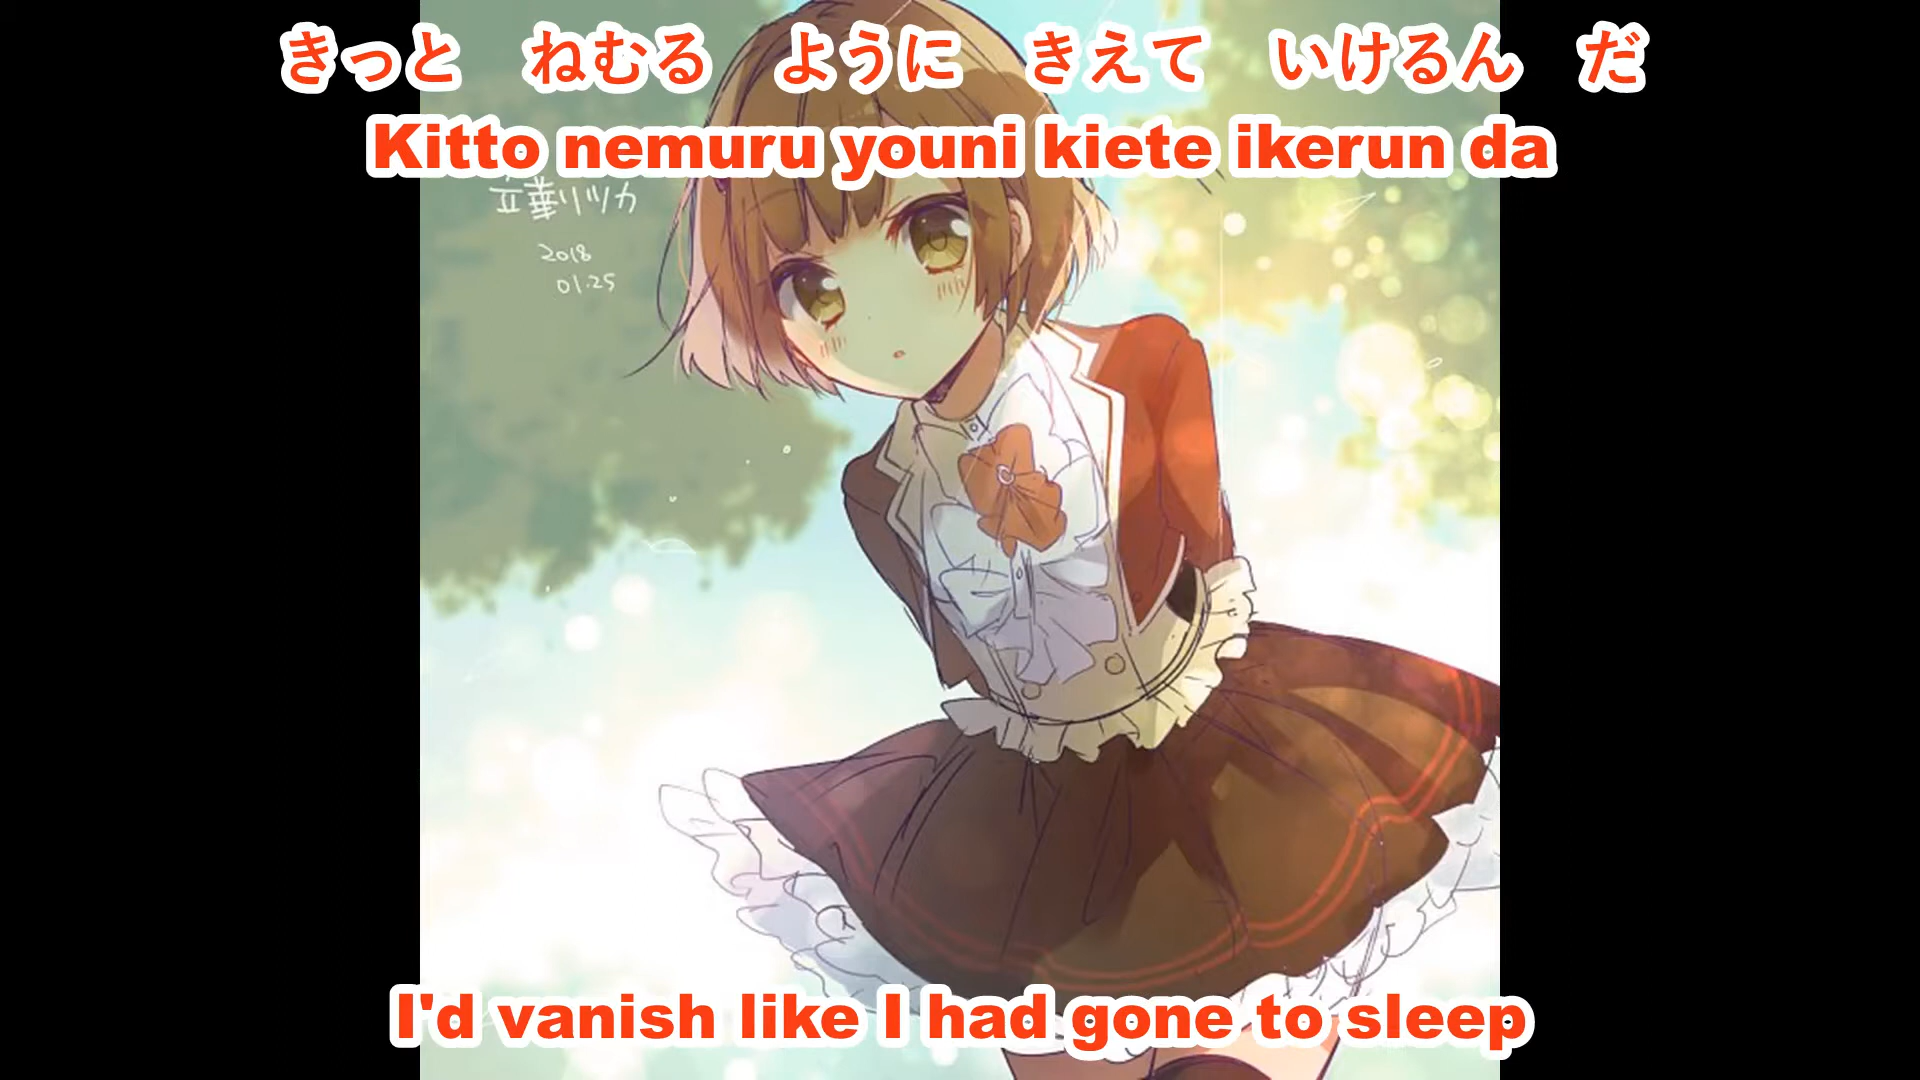 きっと　ねむる　ように　きえて　いけるん　だ
Kitto nemuru youni kiete ikerun da
立華リツカ
2018
01.25
I'd vanish like I had gone to sleep